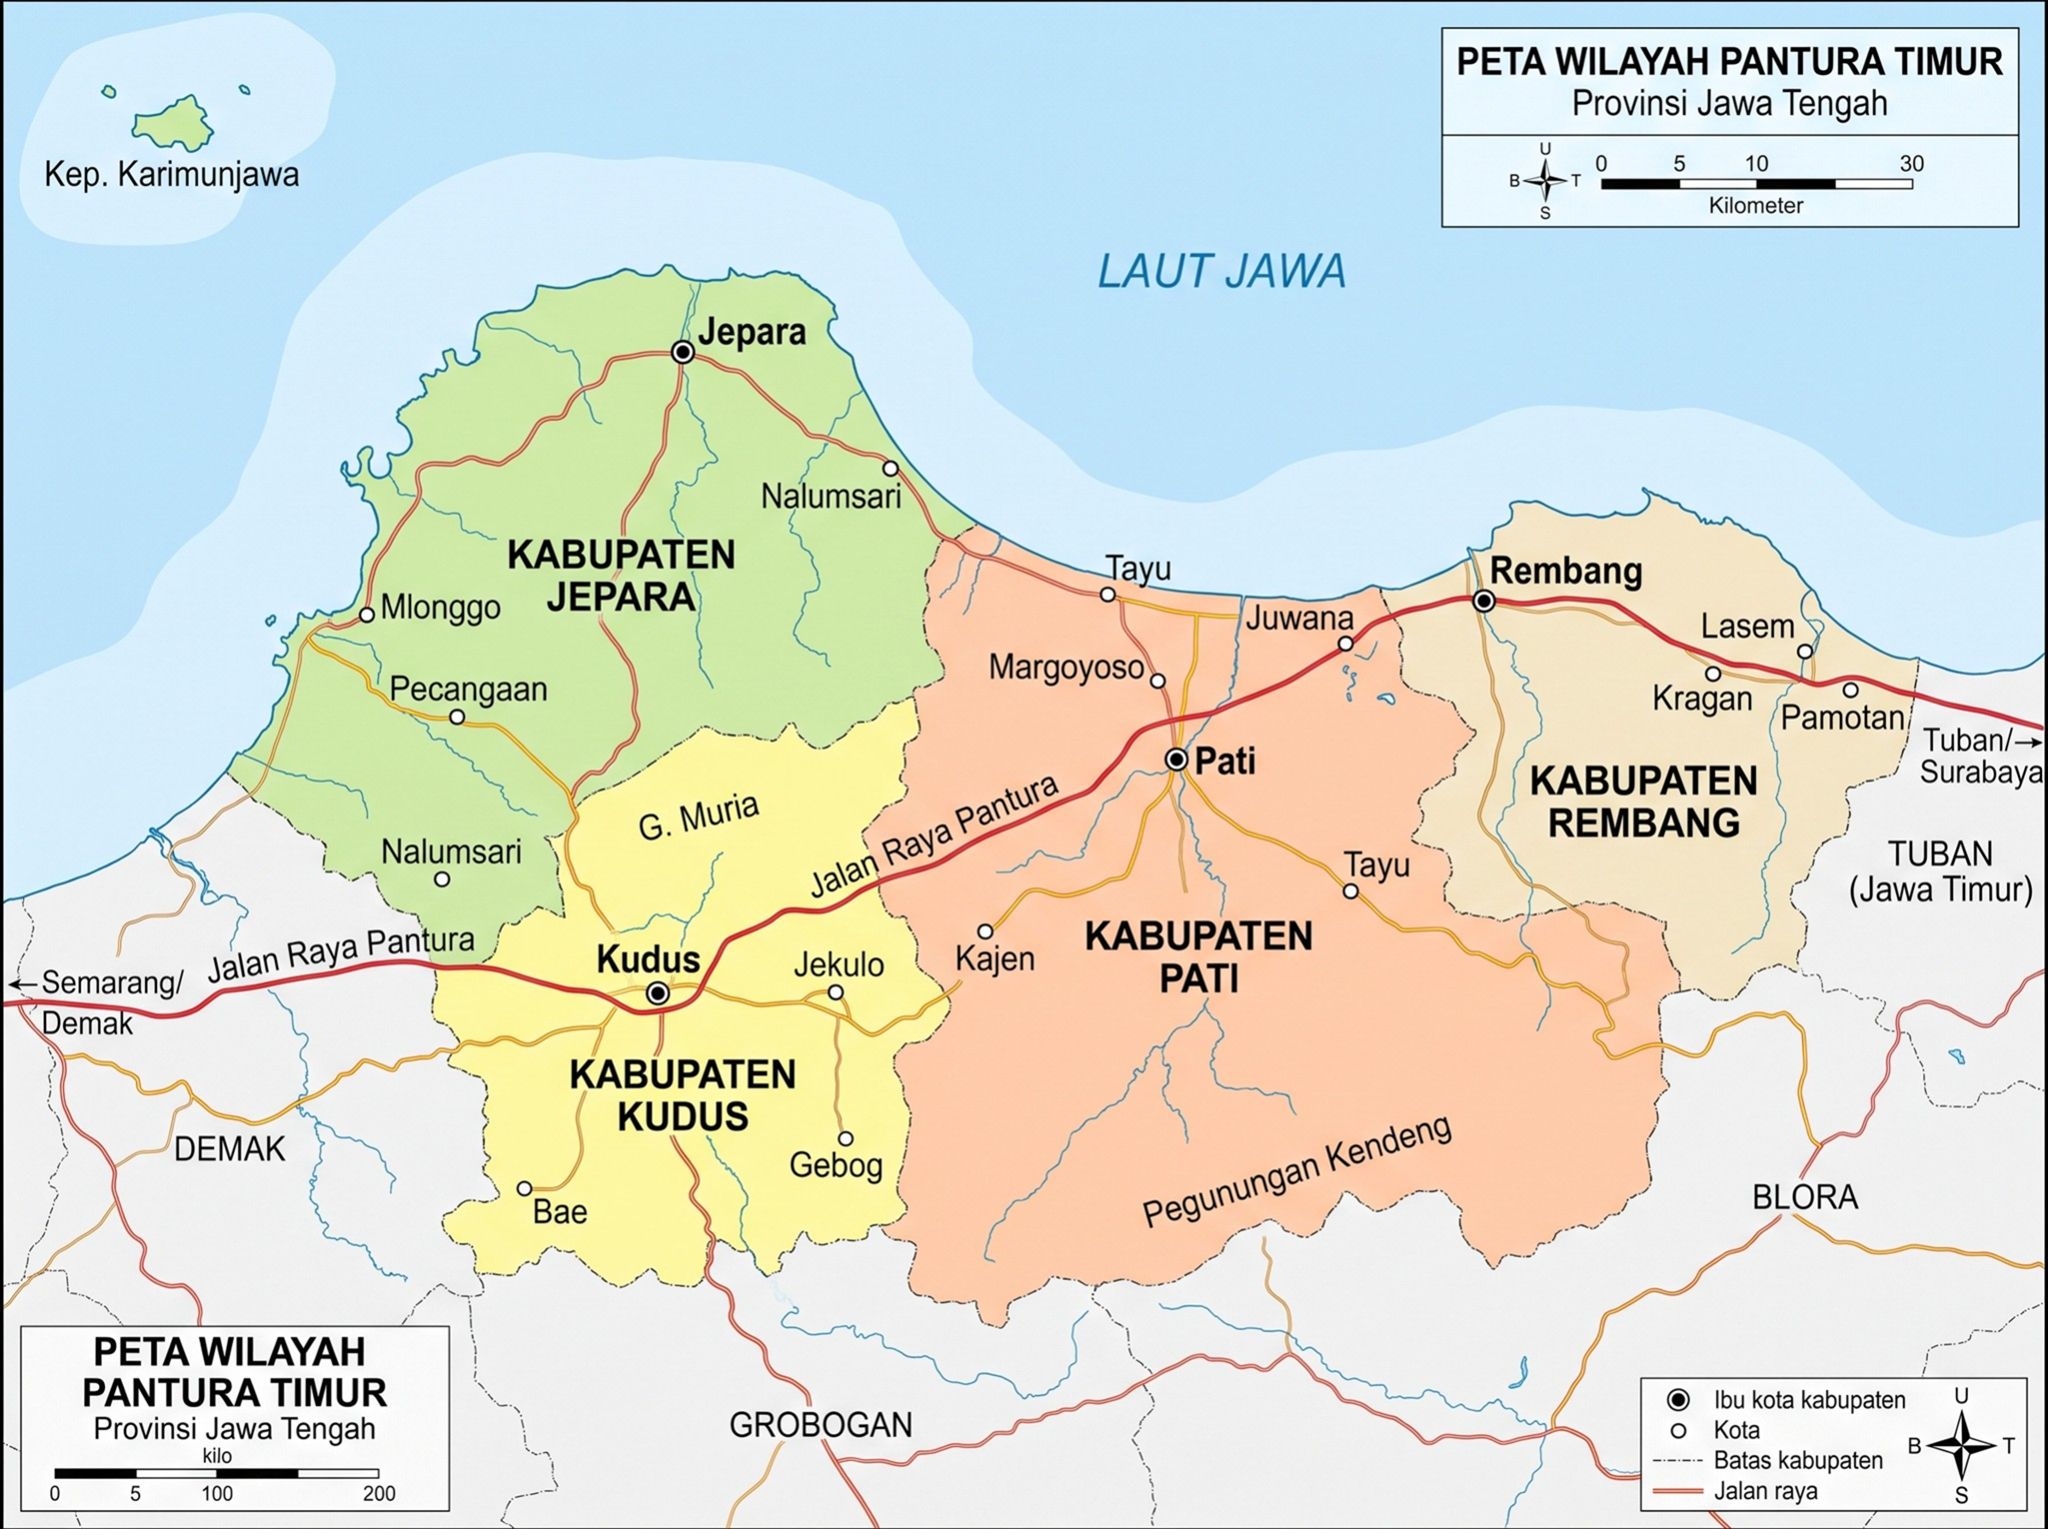 PETA WILAYAH PANTURA TIMUR
Provinsi Jawa Tengah
U
B T
S
0 5 10 30
Kilometer
Kep. Karimunjawa
LAUT JAWA
Jepara
Nalumsari
KABUPATEN
JEPARA
Mlonggo
Pecangaan
Nalumsari
Tayu
Juwana
Margoyoso
Rembang
Lasem
Kragan
Pamotan
Tuban/→
Surabaya
Pati
KABUPATEN
REMBANG
G. Muria
Jalan Raya Pantura
TUBAN
(Jawa Timur)
Tayu
Kajen
KABUPATEN
PATI
Jalan Raya Pantura
←Semarang/
Demak
Kudus
Jekulo
KABUPATEN
KUDUS
DEMAK
Gebog
Bae
Pegunungan Kendeng
BLORA
GROBOGAN
PETA WILAYAH
PANTURA TIMUR
Provinsi Jawa Tengah
kilo
0 5 100 200
Ibu kota kabupaten
Kota
Batas kabupaten
Jalan raya
U
B T
S